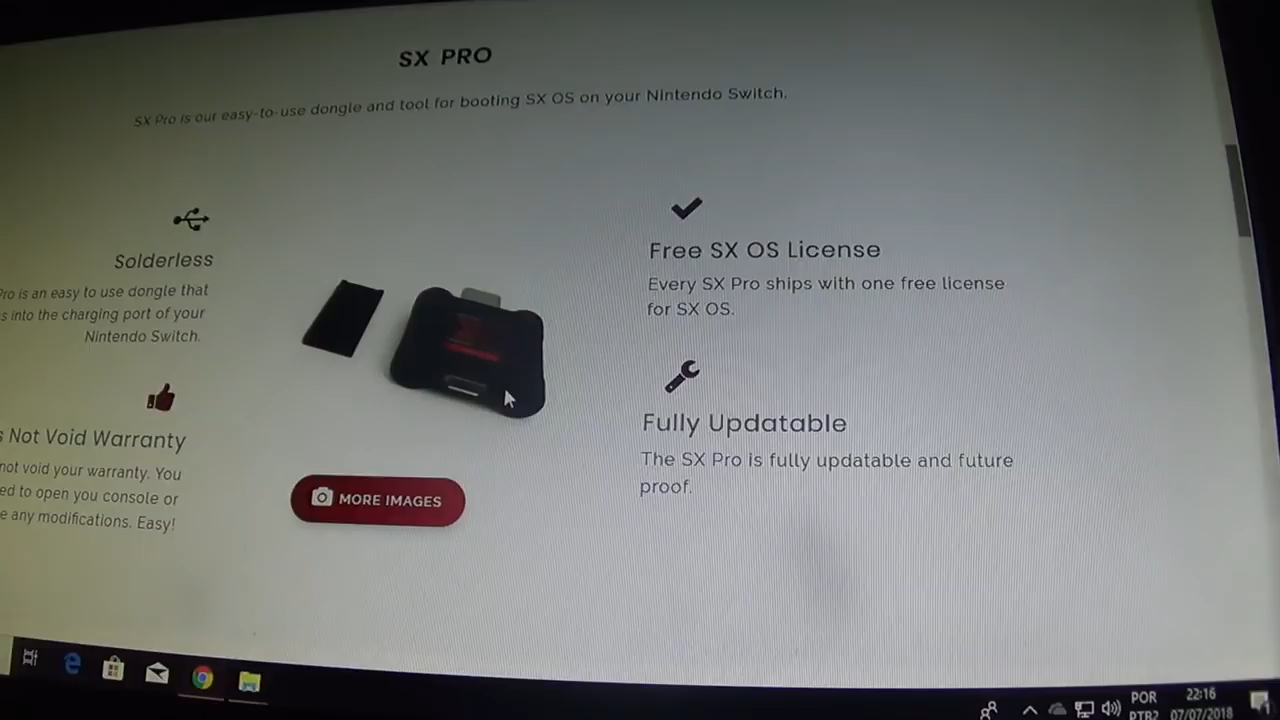 SX PRO
SX Pro is our easy-to-use dongle and tool for booting SX OS on your Nintendo Switch.
Solderless
Pro is an easy to use dongle that
s into the charging port of your
Nintendo Switch.
s Not Void Warranty
not void your warranty. You
ed to open you console or
e any modifications. Easy!
MORE IMAGES
Free SX OS License
Every SX Pro ships with one free license
for SX OS.
Fully Updatable
The SX Pro is fully updatable and future
proof.
POR
PTB2
22:16
07/07/2018